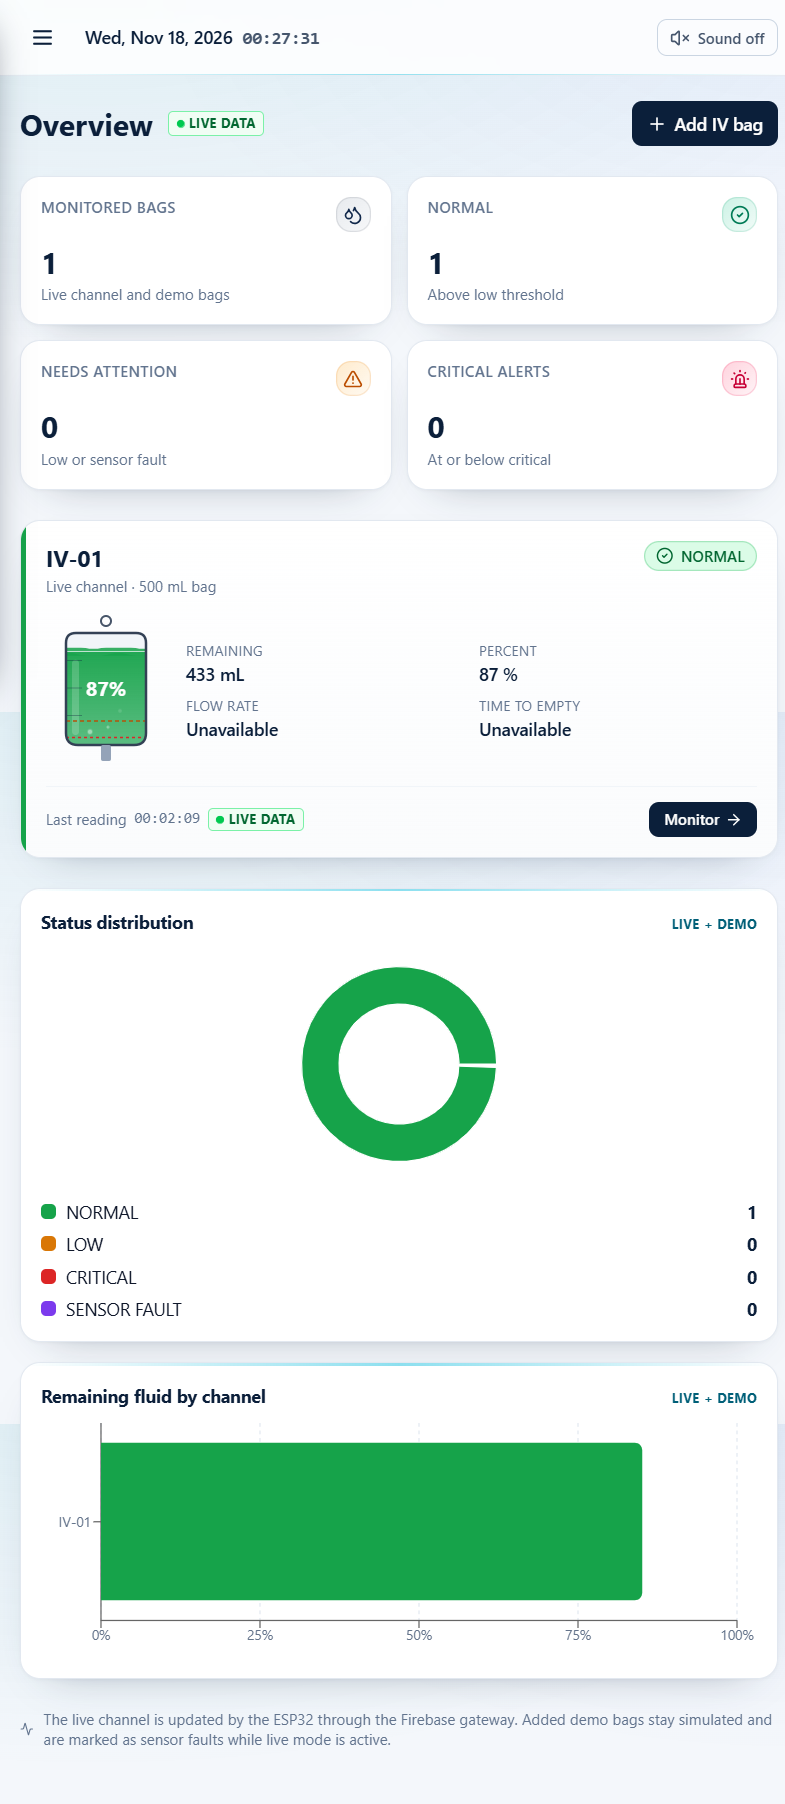 Wed, Nov 18, 2026 00:27:31
Sound off
Overview
LIVE DATA
Add IV bag
MONITORED BAGS
1
Live channel and demo bags
NORMAL
1
Above low threshold
NEEDS ATTENTION
0
Low or sensor fault
CRITICAL ALERTS
0
At or below critical
IV-01
NORMAL
Live channel · 500 mL bag
87%
REMAINING
433 mL
PERCENT
87 %
FLOW RATE
Unavailable
TIME TO EMPTY
Unavailable
Last reading 00:02:09 LIVE DATA
Monitor
Status distribution
LIVE + DEMO
NORMAL 1
LOW 0
CRITICAL 0
SENSOR FAULT 0
Remaining fluid by channel
LIVE + DEMO
IV-01
0% 25% 50% 75% 100%
The live channel is updated by the ESP32 through the Firebase gateway. Added demo bags stay simulated and
are marked as sensor faults while live mode is active.